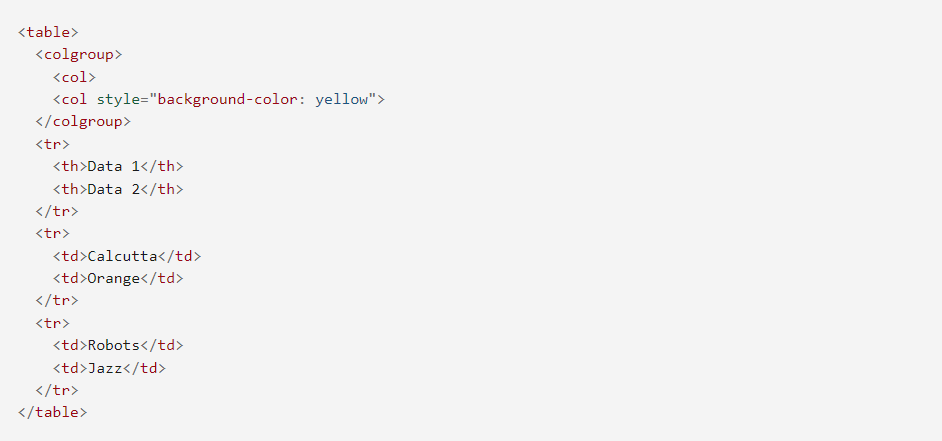 <table>
  <colgroup>
    <col>
    <col style="background-color: yellow">
  </colgroup>
  <tr>
    <th>Data 1</th>
    <th>Data 2</th>
  </tr>
  <tr>
    <td>Calcutta</td>
    <td>Orange</td>
  </tr>
  <tr>
    <td>Robots</td>
    <td>Jazz</td>
  </tr>
</table>